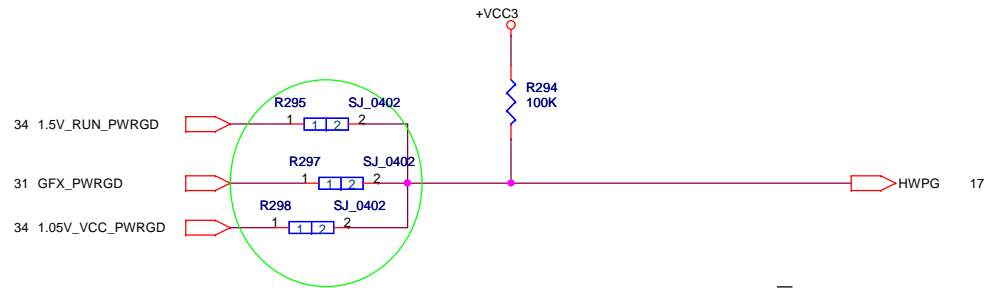 +VCC3
R294
100K
R295 SJ_0402
34 1.5V_RUN_PWRGD 1 1 2 2
R297 SJ_0402
31 GFX_PWRGD 1 1 2 2 HWPG 17
R298 SJ_0402
34 1.05V_VCC_PWRGD 1 1 2 2